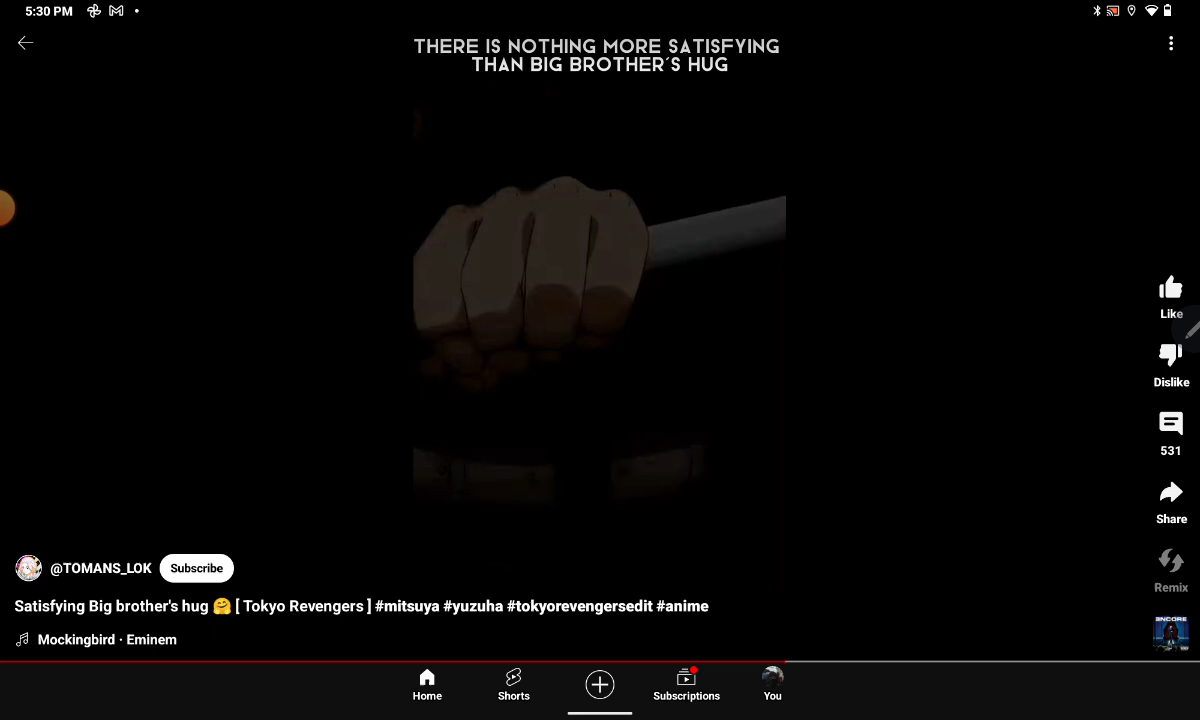 5:30 PM
THERE IS NOTHING MORE SATISFYING
THAN BIG BROTHER'S HUG
Like
Dislike
531
Share
Remix
ENCORE
@TOMANS_LOK
Subscribe
Satisfying Big brother's hug 🤗 [ Tokyo Revengers ] #mitsuya #yuzuha #tokyorevengersedit #anime
Mockingbird · Eminem
Home
Shorts
Subscriptions
You